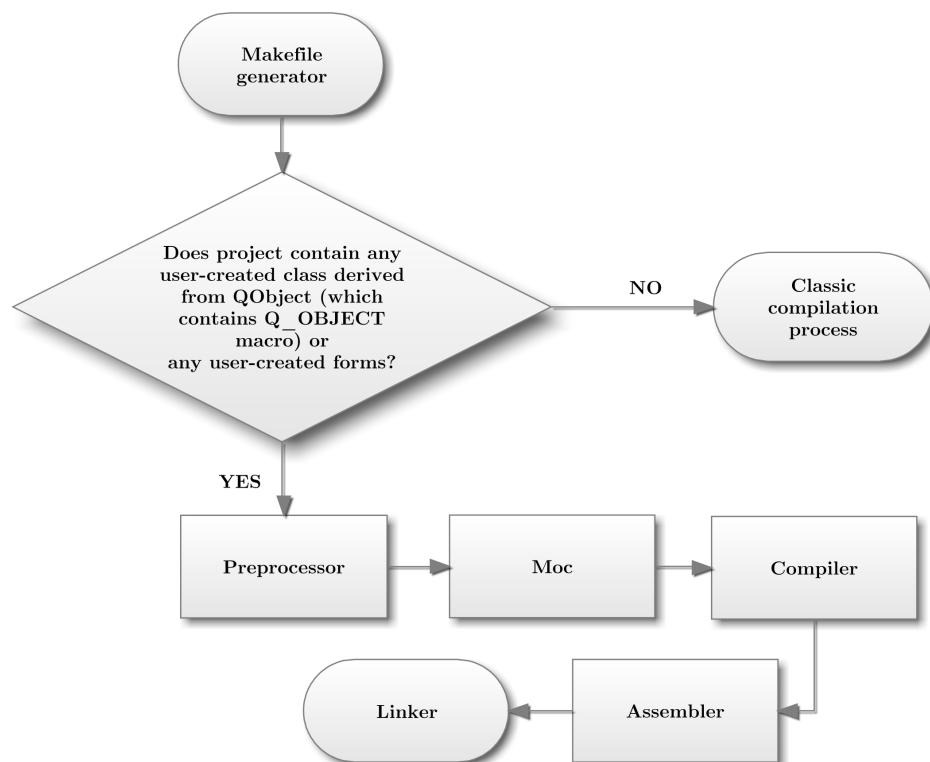 Makefile
generator
Does project contain any
user-created class derived
from QObject (which
contains Q_OBJECT
macro) or
any user-created forms?
NO
Classic
compilation
process
YES
Preprocessor
Moc
Compiler
Linker
Assembler